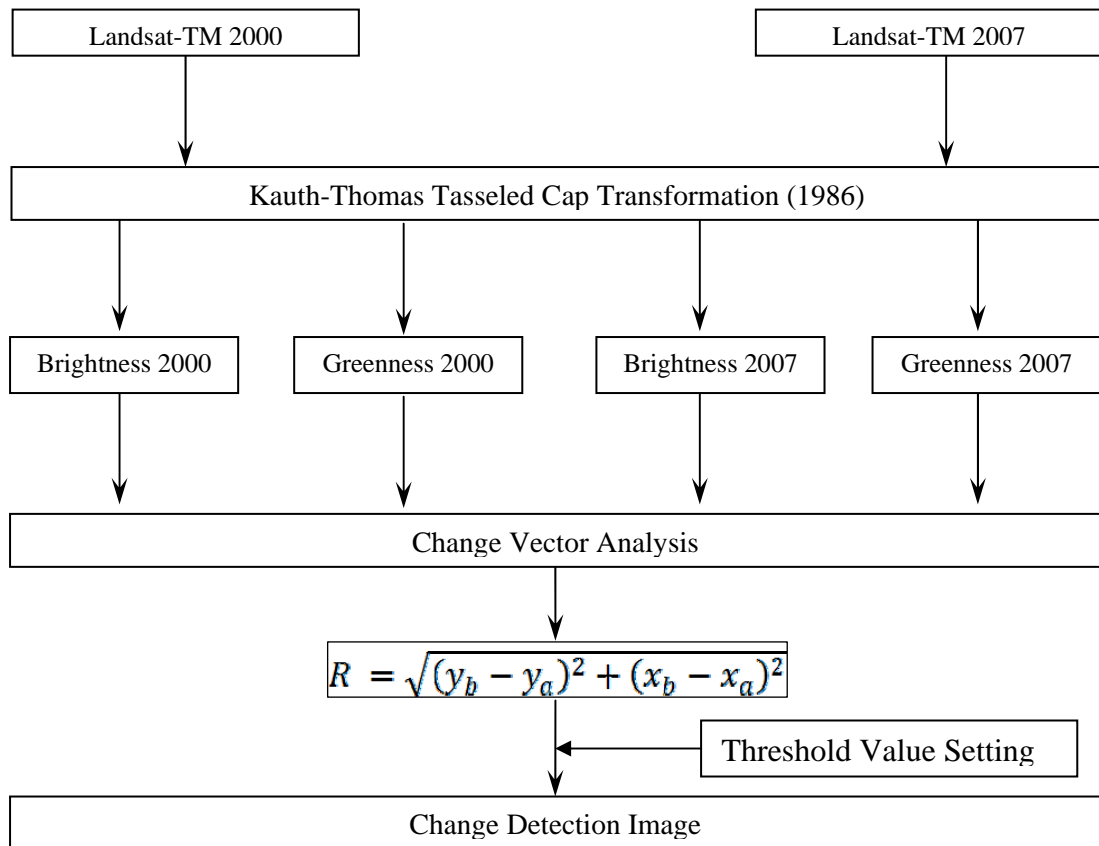 Landsat-TM 2000
Landsat-TM 2007
Kauth-Thomas Tasseled Cap Transformation (1986)
Brightness 2000
Greenness 2000
Brightness 2007
Greenness 2007
Change Vector Analysis
R = √(y_b − y_a)² + (x_b − x_a)²
Threshold Value Setting
Change Detection Image